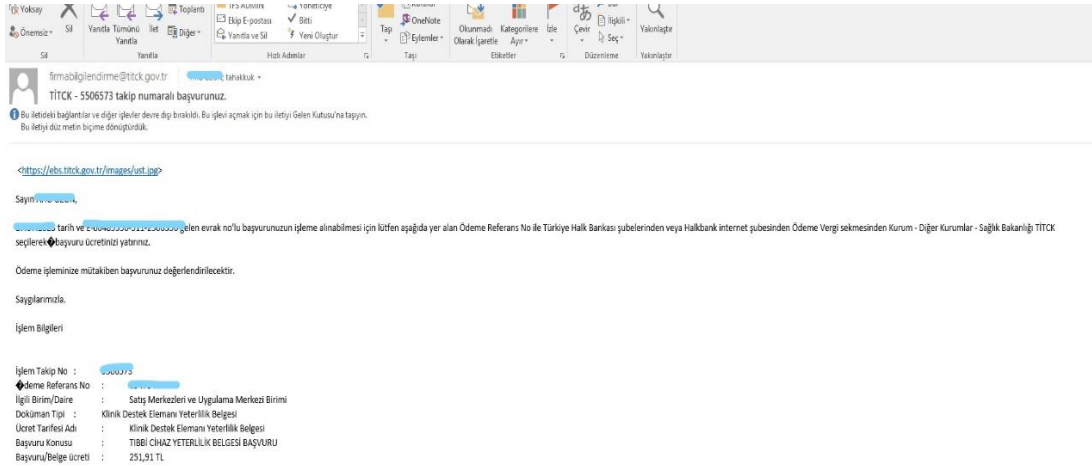 Yoksay
Önemsiz
Sil
Yanıtla
Tümünü Yanıtla
İlet
Toplantı
Diğer
Ekip E-postası
Yanıtla ve Sil
Yöneticiye
Bitti
Yeni Oluştur
Taşı
OneNote
Eylemler
Okunmadı Olarak İşaretle
Kategorilere Ayır
İzle
Çevir
İlişkili
Seç
Yakınlaştır
Sil Yanıtla Hızlı Adımlar Taşı Etiketler Düzenleme Yakınlaştır
firmabilgilendirme@titck.gov.tr tahakkuk
TİTCK - 5506573 takip numaralı başvurunuz.
Bu iletideki bağlantılar ve diğer işlevler devre dışı bırakıldı. Bu işlevi açmak için bu iletiyi Gelen Kutusu'na taşıyın.
Bu iletiyi düz metin biçime dönüştürdük.
<https://ebs.titck.gov.tr/images/ust.jpg>
Sayın
tarih ve gelen evrak no'lu başvurunuzun işleme alınabilmesi için lütfen aşağıda yer alan Ödeme Referans No ile Türkiye Halk Bankası şubelerinden veya Halkbank internet şubesinden Ödeme Vergi sekmesinden Kurum - Diğer Kurumlar - Sağlık Bakanlığı TİTCK
seçilerek�başvuru ücretinizi yatırınız.
Ödeme işleminize mütakiben başvurunuz değerlendirilecektir.
Saygılarımızla.
İşlem Bilgileri
İşlem Takip No :
�deme Referans No :
İlgili Birim/Daire : Satış Merkezleri ve Uygulama Merkezi Birimi
Doküman Tipi : Klinik Destek Elemanı Yeterlilik Belgesi
Ücret Tarifesi Adı : Klinik Destek Elemanı Yeterlilik Belgesi
Başvuru Konusu : TIBBİ CİHAZ YETERLİLİK BELGESİ BAŞVURU
Başvuru/Belge ücreti : 251,91 TL